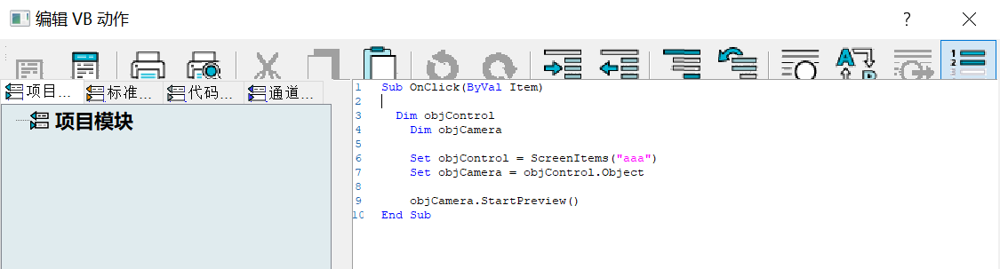 编辑 VB 动作
?
项目...
标准...
代码...
通道...
项目模块
1 Sub OnClick(ByVal Item)
2
3 Dim objControl
4 Dim objCamera
5
6 Set objControl = ScreenItems("aaa")
7 Set objCamera = objControl.Object
8
9 objCamera.StartPreview()
10 End Sub